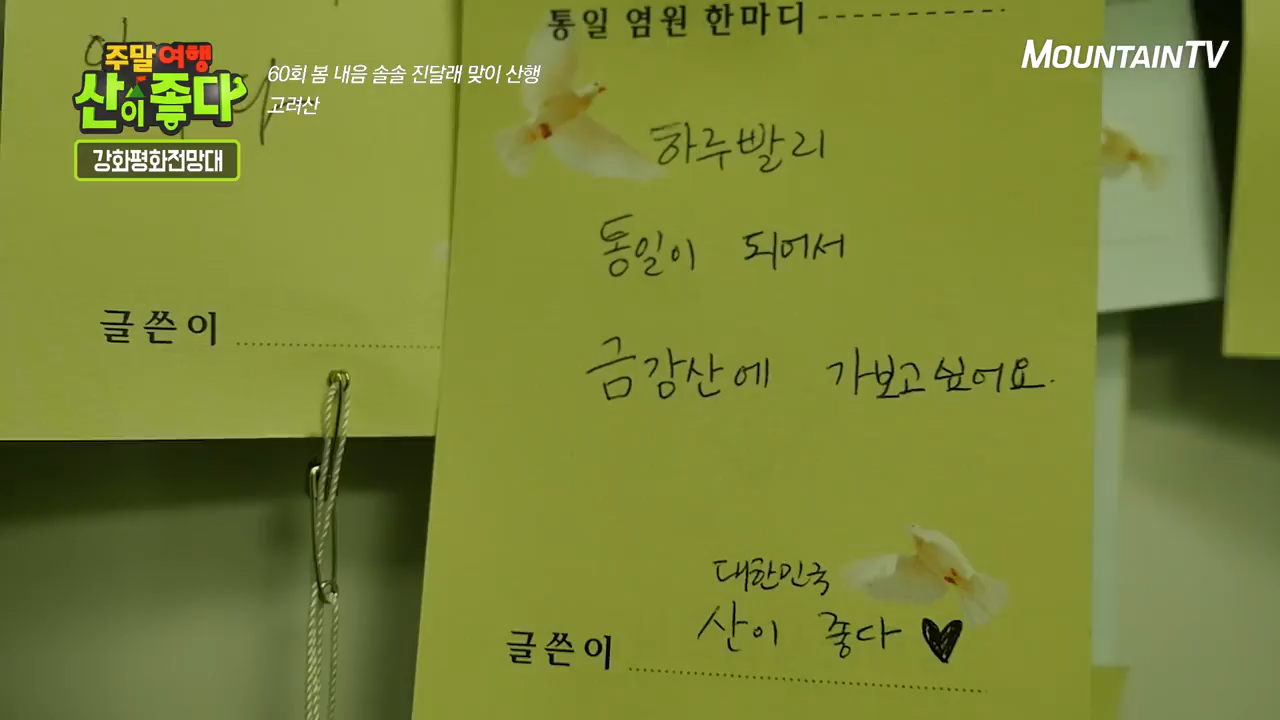 주말여행
산이 좋다
강화평화전망대
60회 봄 내음 솔솔 진달래 맞이 산행
고려산
MOUNTAINTV
통일 염원 한마디
하루빨리
통일이 되어서
금강산에 가보고싶어요.
대한민국
산이 좋다 ♥
글쓴이
글쓴이